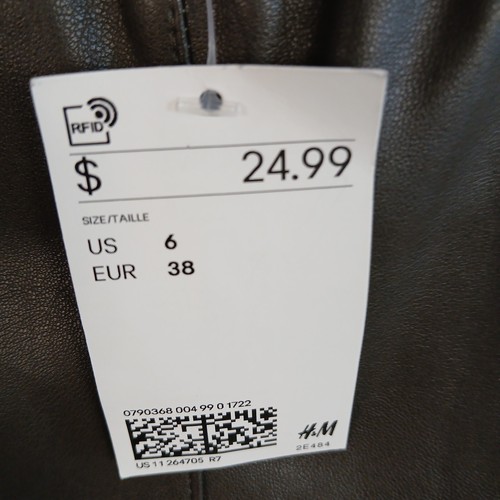 RFID
$ 24.99
SIZE/TAILLE
US 6
EUR 38
0790368 004 99 0 1722
H&M
2E484
US 11 264705 R7